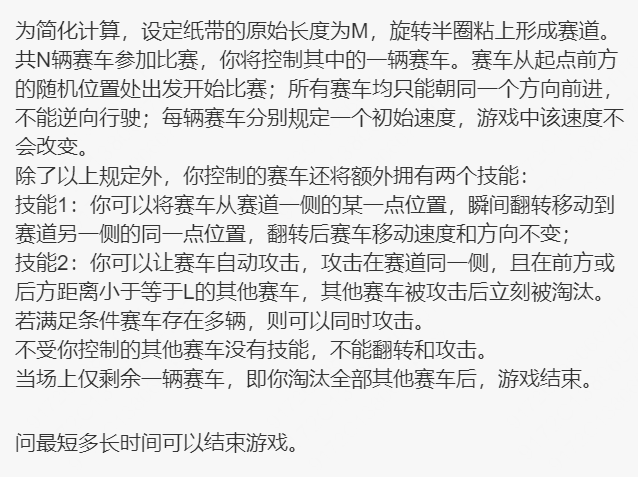 为简化计算，设定纸带的原始长度为M，旋转半圈粘上形成赛道。
共N辆赛车参加比赛，你将控制其中的一辆赛车。赛车从起点前方
的随机位置处出发开始比赛；所有赛车均只能朝同一个方向前进，
不能逆向行驶；每辆赛车分别规定一个初始速度，游戏中该速度不
会改变。
除了以上规定外，你控制的赛车还将额外拥有两个技能：
技能1：你可以将赛车从赛道一侧的某一点位置，瞬间翻转移动到
赛道另一侧的同一点位置，翻转后赛车移动速度和方向不变；
技能2：你可以让赛车自动攻击，攻击在赛道同一侧，且在前方或
后方距离小于等于L的其他赛车，其他赛车被攻击后立刻被淘汰。
若满足条件赛车存在多辆，则可以同时攻击。
不受你控制的其他赛车没有技能，不能翻转和攻击。
当场上仅剩余一辆赛车，即你淘汰全部其他赛车后，游戏结束。
问最短多长时间可以结束游戏。